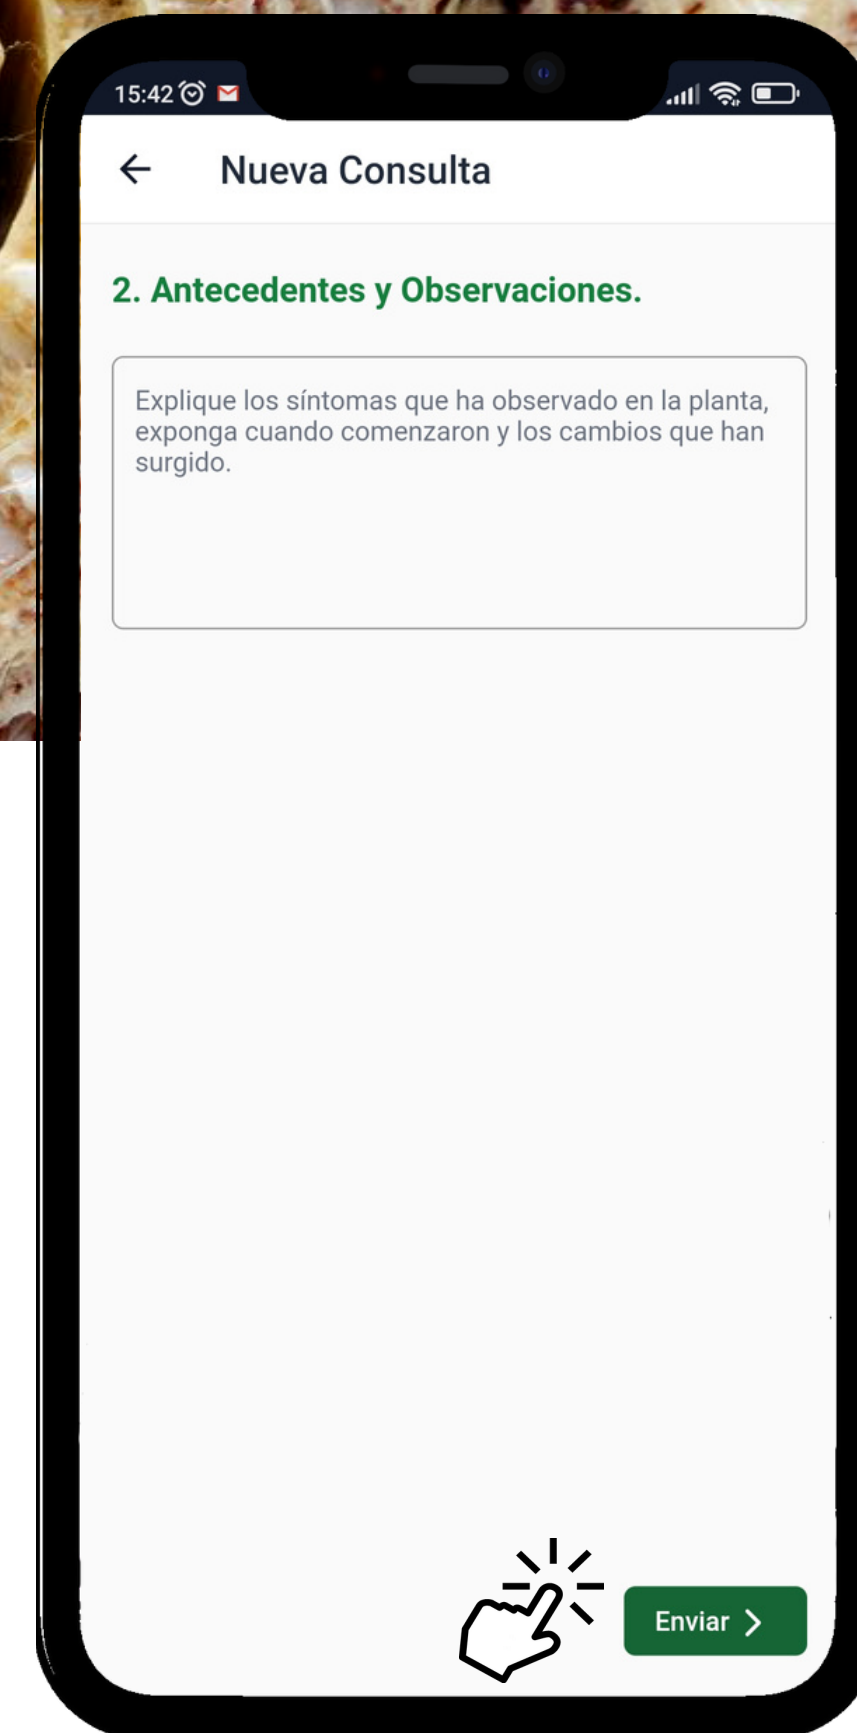 15:42
Nueva Consulta
2. Antecedentes y Observaciones.
Explique los síntomas que ha observado en la planta,
exponga cuando comenzaron y los cambios que han
surgido.
Enviar